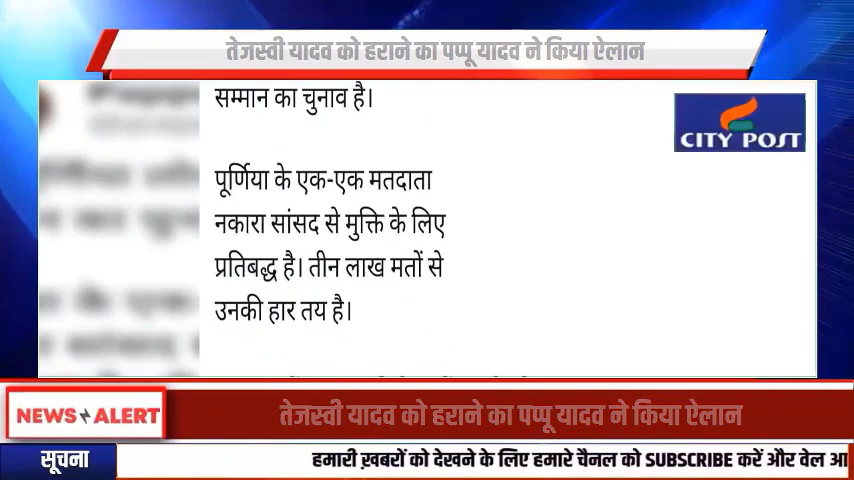 तेजस्वी यादव को हराने का पप्पू यादव ने किया ऐलान
सम्मान का चुनाव है।
CITY POST
पूर्णिया के एक-एक मतदाता
नकारा सांसद से मुक्ति के लिए
प्रतिबद्ध है। तीन लाख मतों से
उनकी हार तय है।
NEWS ALERT
तेजस्वी यादव को हराने का पप्पू यादव ने किया ऐलान
सूचना
हमारी ख़बरों को देखने के लिए हमारे चैनल को SUBSCRIBE करें और वेल आ